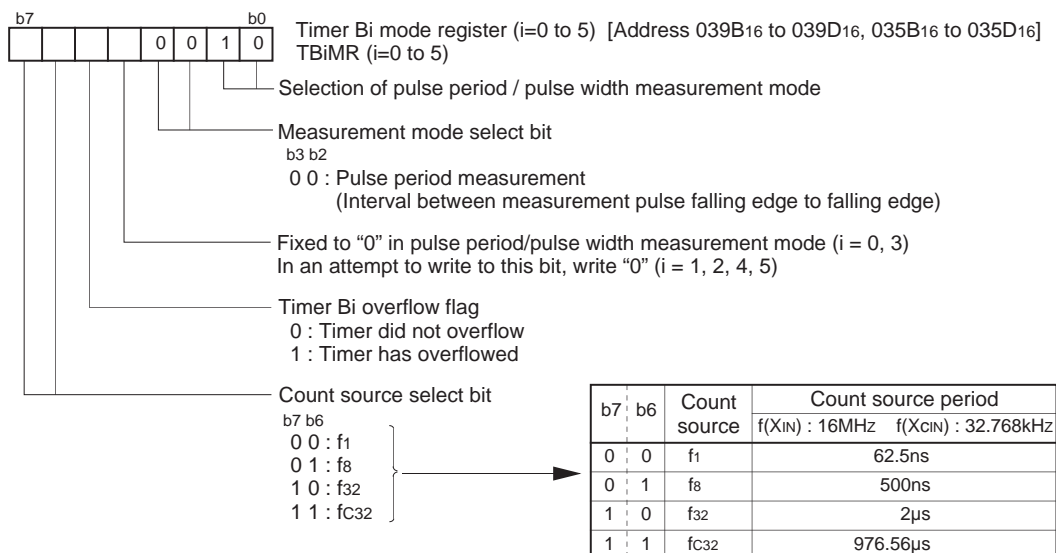 b7 b0
0 0 1 0
Timer Bi mode register (i=0 to 5) [Address 039B16 to 039D16, 035B16 to 035D16]
TBiMR (i=0 to 5)
Selection of pulse period / pulse width measurement mode
Measurement mode select bit
b3 b2
0 0 : Pulse period measurement
(Interval between measurement pulse falling edge to falling edge)
Fixed to “0” in pulse period/pulse width measurement mode (i = 0, 3)
In an attempt to write to this bit, write “0” (i = 1, 2, 4, 5)
Timer Bi overflow flag
0 : Timer did not overflow
1 : Timer has overflowed
Count source select bit
b7 b6
0 0 : f1
0 1 : f8
1 0 : f32
1 1 : fC32
b7 b6 Count source Count source period
f(XIN) : 16MHz f(XCIN) : 32.768kHz
0 0 f1 62.5ns
0 1 f8 500ns
1 0 f32 2µs
1 1 fC32 976.56µs